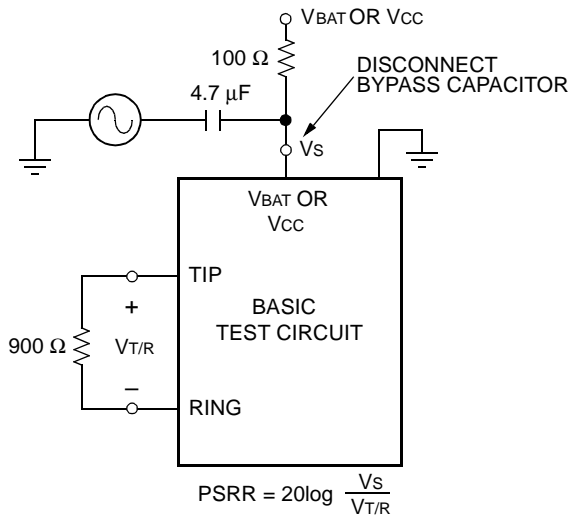 VBAT OR VCC
100 Ω
DISCONNECT
BYPASS CAPACITOR
4.7 µF
VS
VBAT OR
VCC
TIP
+
BASIC
TEST CIRCUIT
900 Ω
VT/R
–
RING
PSRR = 20log VS
VT/R